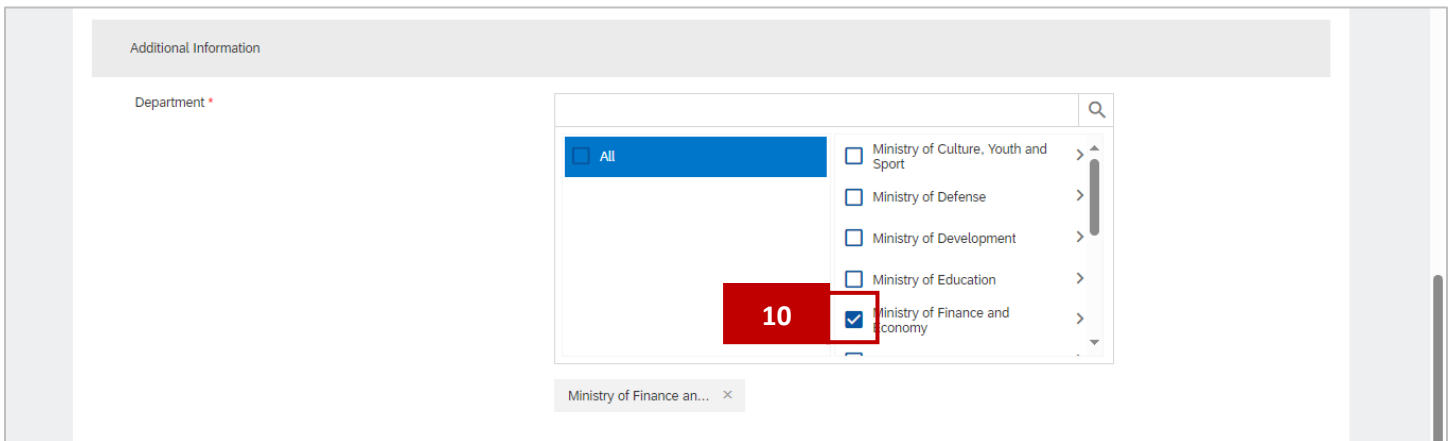 Additional Information
Department *
All
Ministry of Culture, Youth and
Sport
Ministry of Defense
Ministry of Development
Ministry of Education
10
Ministry of Finance and
Economy
Ministry of Finance an... ×